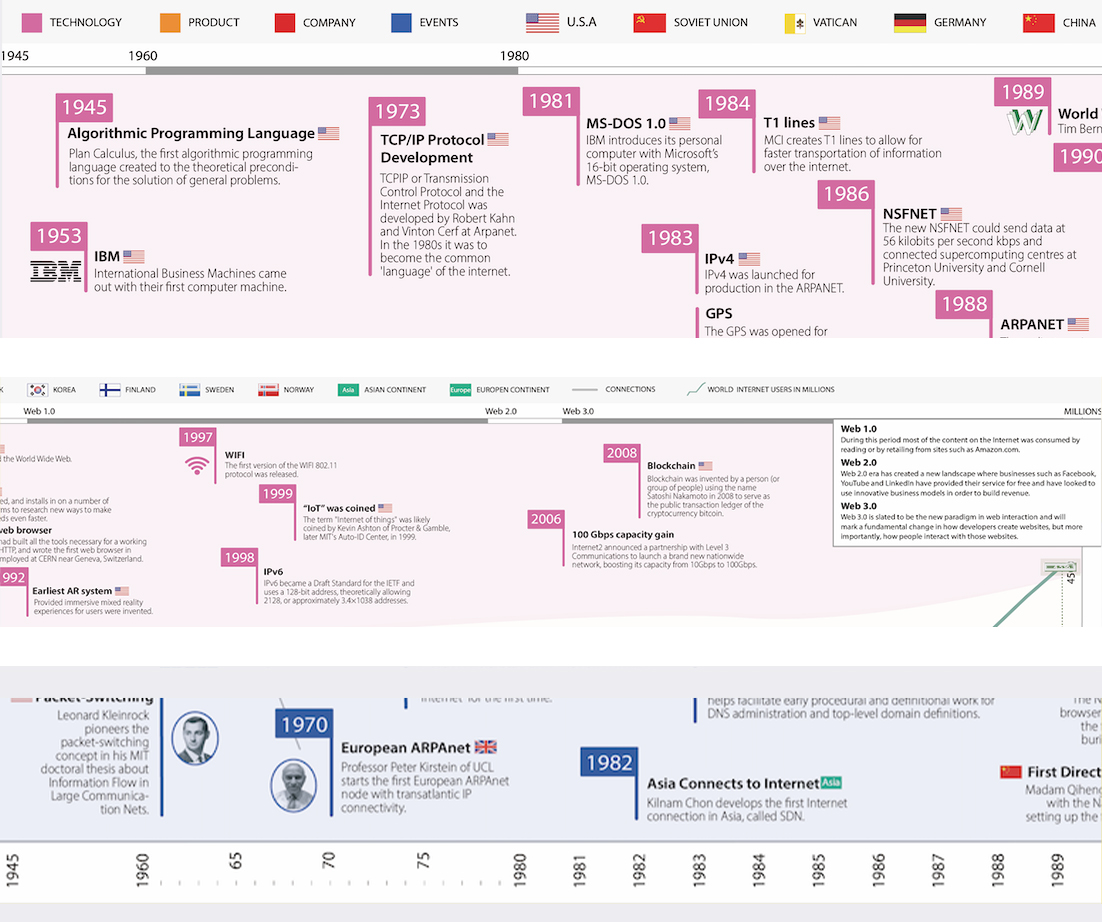 TECHNOLOGY PRODUCT COMPANY EVENTS U.S.A SOVIET UNION VATICAN GERMANY CHINA
1945 1960 1980
1945
Algorithmic Programming Language
Plan Calculus, the first algorithmic programming
language created to the theoretical precondi-
tions for the solution of general problems.
1953
IBM
IBM
International Business Machines came
out with their first computer machine.
1973
TCP/IP Protocol
Development
TCPIP or Transmission
Control Protocol and the
Internet Protocol was
developed by Robert Kahn
and Vinton Cerf at Arpanet.
In the 1980s it was to
become the common
'language' of the internet.
1981
MS-DOS 1.0
IBM introduces its personal
computer with Microsoft's
16-bit operating system,
MS-DOS 1.0.
1983
IPv4
IPv4 was launched for
production in the ARPANET.
GPS
The GPS was opened for
1984
T1 lines
MCI creates T1 lines to allow for
faster transportation of information
over the internet.
1986
NSFNET
The new NSFNET could send data at
56 kilobits per second kbps and
connected supercomputing centres at
Princeton University and Cornell
University.
1988
ARPANET
1989
W
World
Tim Bern
1990
K KOREA FINLAND SWEDEN NORWAY Asia ASIAN CONTINENT Europe EUROPEN CONTINENT CONNECTIONS WORLD INTERNET USERS IN MILLIONS
Web 1.0 Web 2.0 Web 3.0 MILLIONS
the World Wide Web.
ed, and installs in on a number of
ms to research new ways to make
eds even faster.
web browser
had built all the tools necessary for a working
HTTP, and wrote the first web browser in
mployed at CERN near Geneva, Switzerland.
992
Earliest AR system
Provided immersive mixed reality
experiences for users were invented.
1997
WIFI
The first version of the WIFI 802.11
protocol was released.
1999
"IoT" was coined
The term "internet of things" was likely
coined by Kevin Ashton of Procter & Gamble,
later MIT's Auto-ID Center, in 1999.
1998
IPv6
IPv6 became a Draft Standard for the IETF and
uses a 128-bit address, theoretically allowing
2128, or approximately 3.4×1038 addresses.
2008
Blockchain
Blockchain was invented by a person (or
group of people) using the name
Satoshi Nakamoto in 2008 to serve as
the public transaction ledger of the
cryptocurrency bitcoin.
2006
100 Gbps capacity gain
Internet2 announced a partnership with Level 3
Communications to launch a brand new nationwide
network, boosting its capacity from 10Gbps to 100Gbps.
Web 1.0
During this period most of the content on the Internet was consumed by
reading or by retailing from sites such as Amazon.com.
Web 2.0
Web 2.0 era has created a new landscape where businesses such as Facebook,
YouTube and LinkedIn have provided their service for free and have looked to
use innovative business models in order to build revenue.
Web 3.0
Web 3.0 is slated to be the new paradigm in web interaction and will
mark a fundamental change in how developers create websites, but more
importantly, how people interact with those websites.
45
Packet-Switching
Leonard Kleinrock
pioneers the
packet-switching
concept in his MIT
doctoral thesis about
Information Flow in
Large Communica-
tion Nets.
internet for the first time.
1970
European ARPAnet
Professor Peter Kirstein of UCL
starts the first European ARPAnet
node with transatlantic IP
connectivity.
helps facilitate early procedural and definitional work for
DNS administration and top-level domain definitions.
1982
Asia Connects to Internet Asia
Kilnam Chon develops the first Internet
connection in Asia, called SDN.
The N
browser
the
buri
First Direct
Madam Qiheng
with the N
setting up the
1945 1960 65 70 75 1980 1981 1982 1983 1984 1985 1986 1987 1988 1989